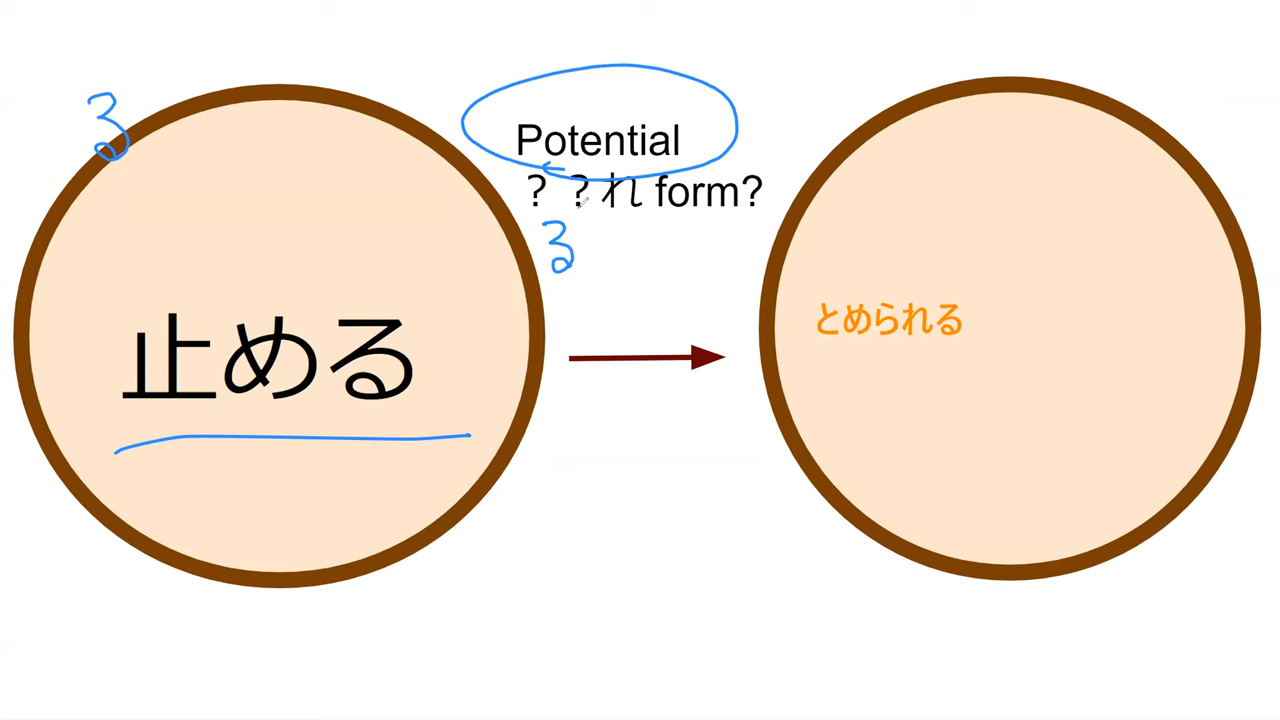 る
Potential
? ?れ form?
る
止める
とめられる